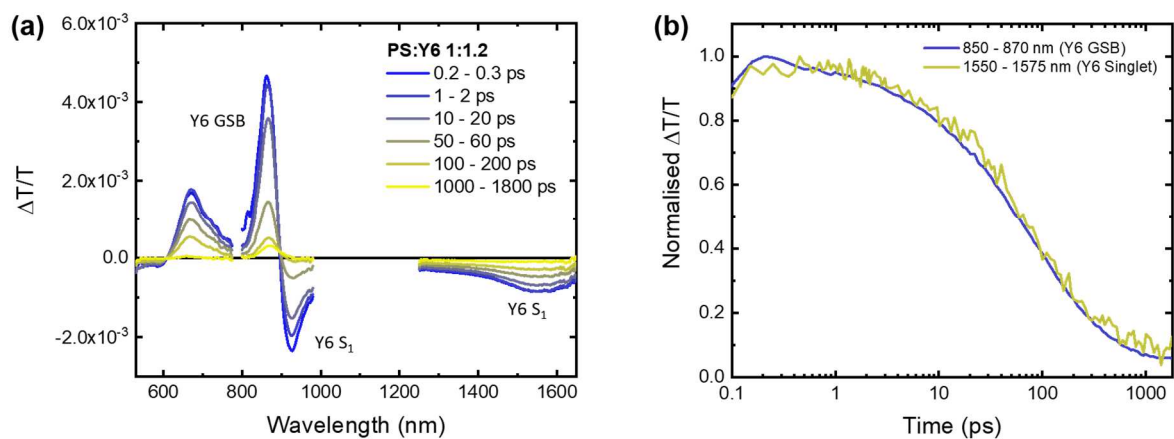 (a)
PS:Y6 1:1.2
0.2 - 0.3 ps
1 - 2 ps
10 - 20 ps
50 - 60 ps
100 - 200 ps
1000 - 1800 ps
Y6 GSB
Y6 S₁
Y6 S₁
6.0x10⁻³
4.0x10⁻³
2.0x10⁻³
0.0
-2.0x10⁻³
ΔT/T
600 800 1000 1200 1400 1600
Wavelength (nm)
(b)
850 - 870 nm (Y6 GSB)
1550 - 1575 nm (Y6 Singlet)
1.0
0.8
0.6
0.4
0.2
0.0
Normalised ΔT/T
0.1 1 10 100 1000
Time (ps)